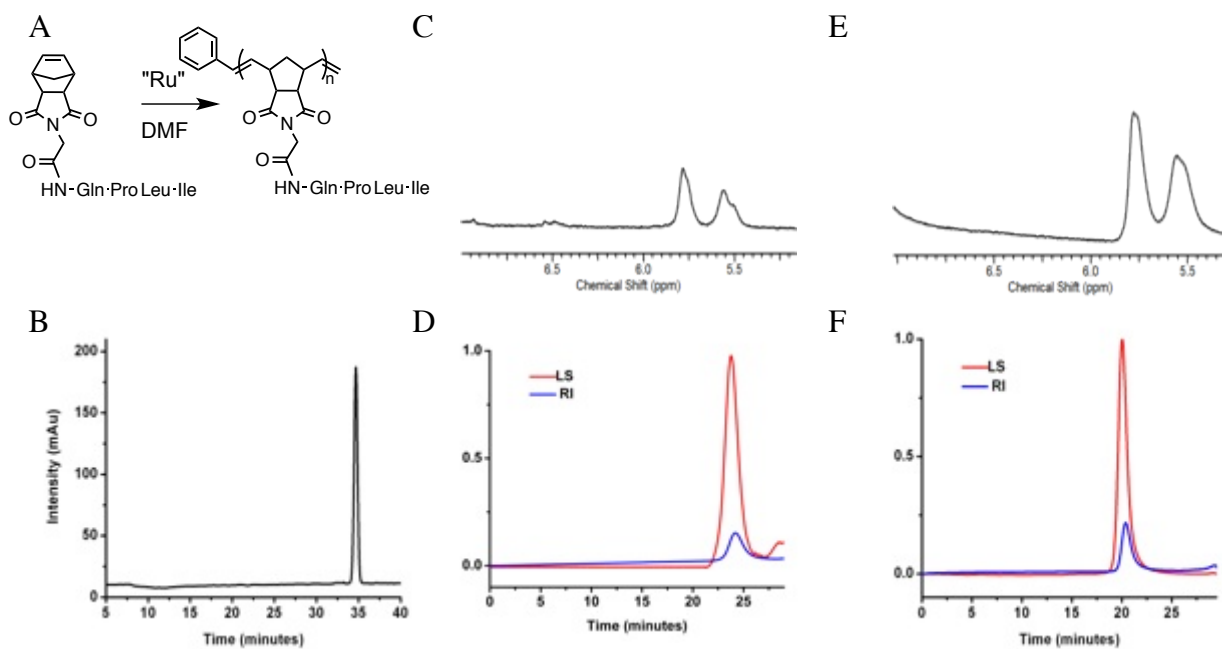 A
"Ru"
DMF
n
O
N
O
O
HN-Gln·Pro Leu·Ile
O
N
O
O
HN-Gln·Pro Leu·Ile
C
6.5
6.0
5.5
Chemical Shift (ppm)
E
6.5
6.0
5.5
Chemical Shift (ppm)
B
200
150
100
50
0
Intensity (mAu)
5
10
15
20
25
30
35
40
Time (minutes)
D
1.0
0.5
0.0
LS
RI
0
5
10
15
20
25
Time (minutes)
F
1.0
0.5
0.0
LS
RI
0
5
10
15
20
25
Time (minutes)